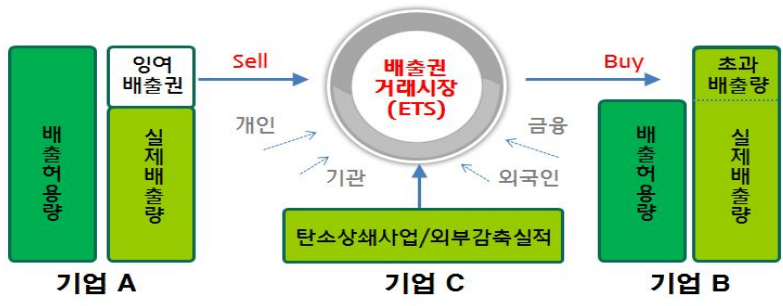 배출허용량
잉여
배출권
실제배출량
Sell
배출권
거래시장
(ETS)
개인
기관
금융
외국인
탄소상쇄사업/외부감축실적
Buy
배출허용량
초과
배출량
실제배출량
기업 A
기업 C
기업 B